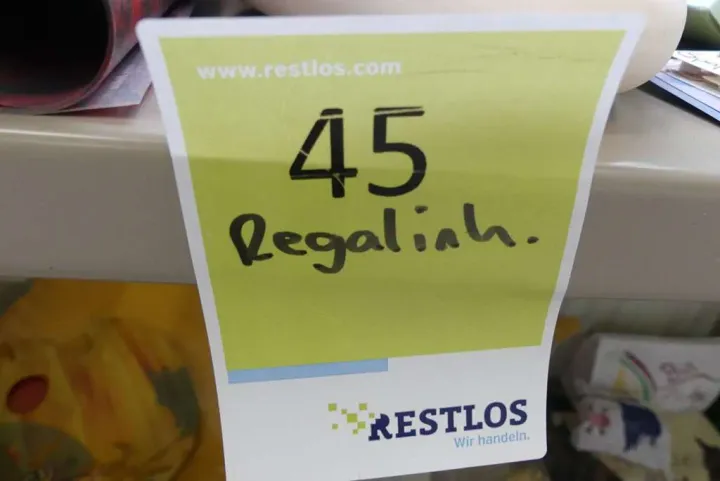 www.restlos.com
45
Regalinh.
RESTLOS
Wir handeln.